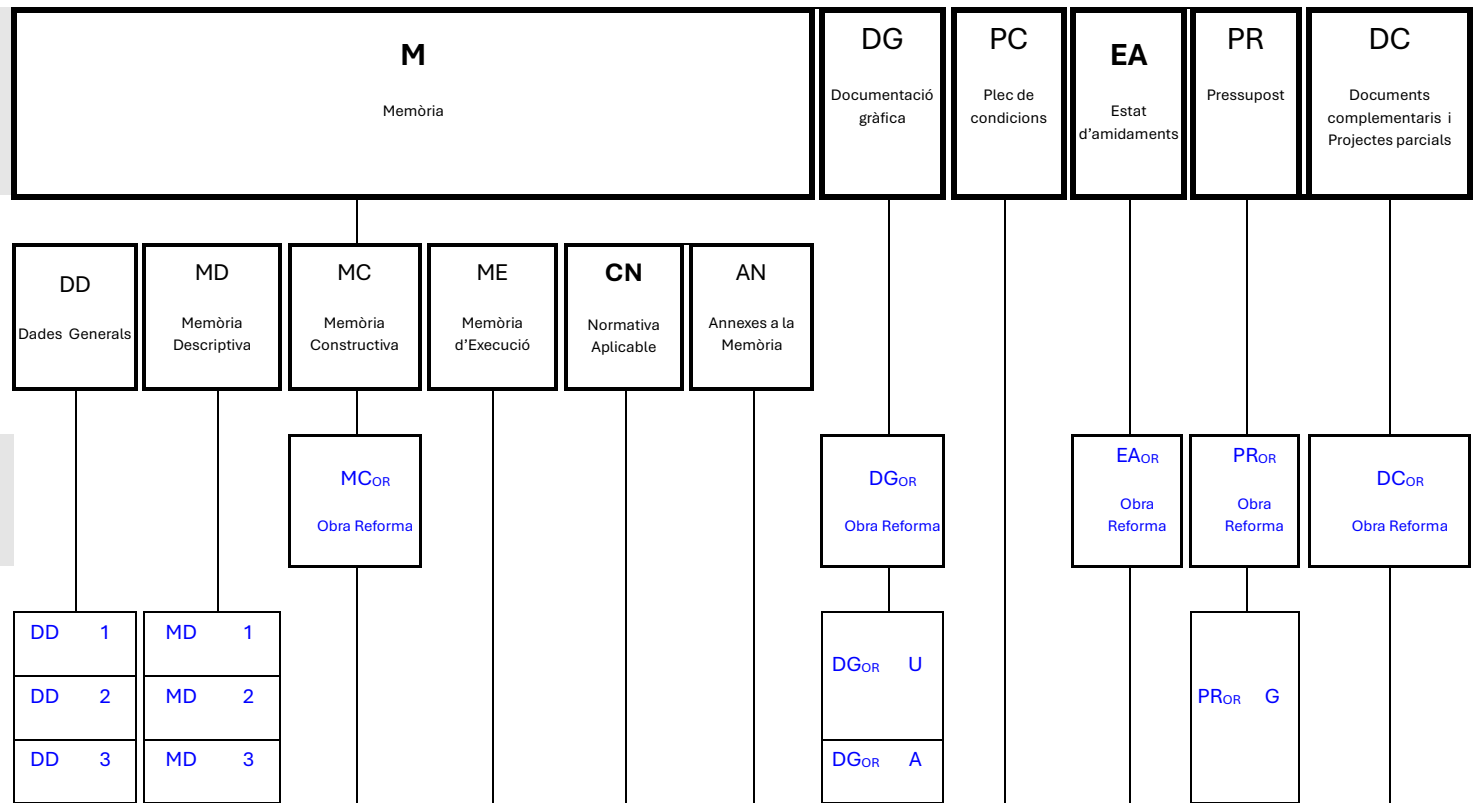 M
Memòria
DG
Documentació
gràfica
PC
Plec de
condicions
EA
Estat
d'amidaments
PR
Pressupost
DC
Documents
complementaris i
Projectes parcials
DD
Dades Generals
MD
Memòria
Descriptiva
MC
Memòria
Constructiva
ME
Memòria
d'Execució
CN
Normativa
Aplicable
AN
Annexes a la
Memòria
MCOR
Obra Reforma
DGOR
Obra Reforma
EAOR
Obra
Reforma
PROR
Obra
Reforma
DCOR
Obra Reforma
DD 1
DD 2
DD 3
MD 1
MD 2
MD 3
DGOR U
DGOR A
PROR G